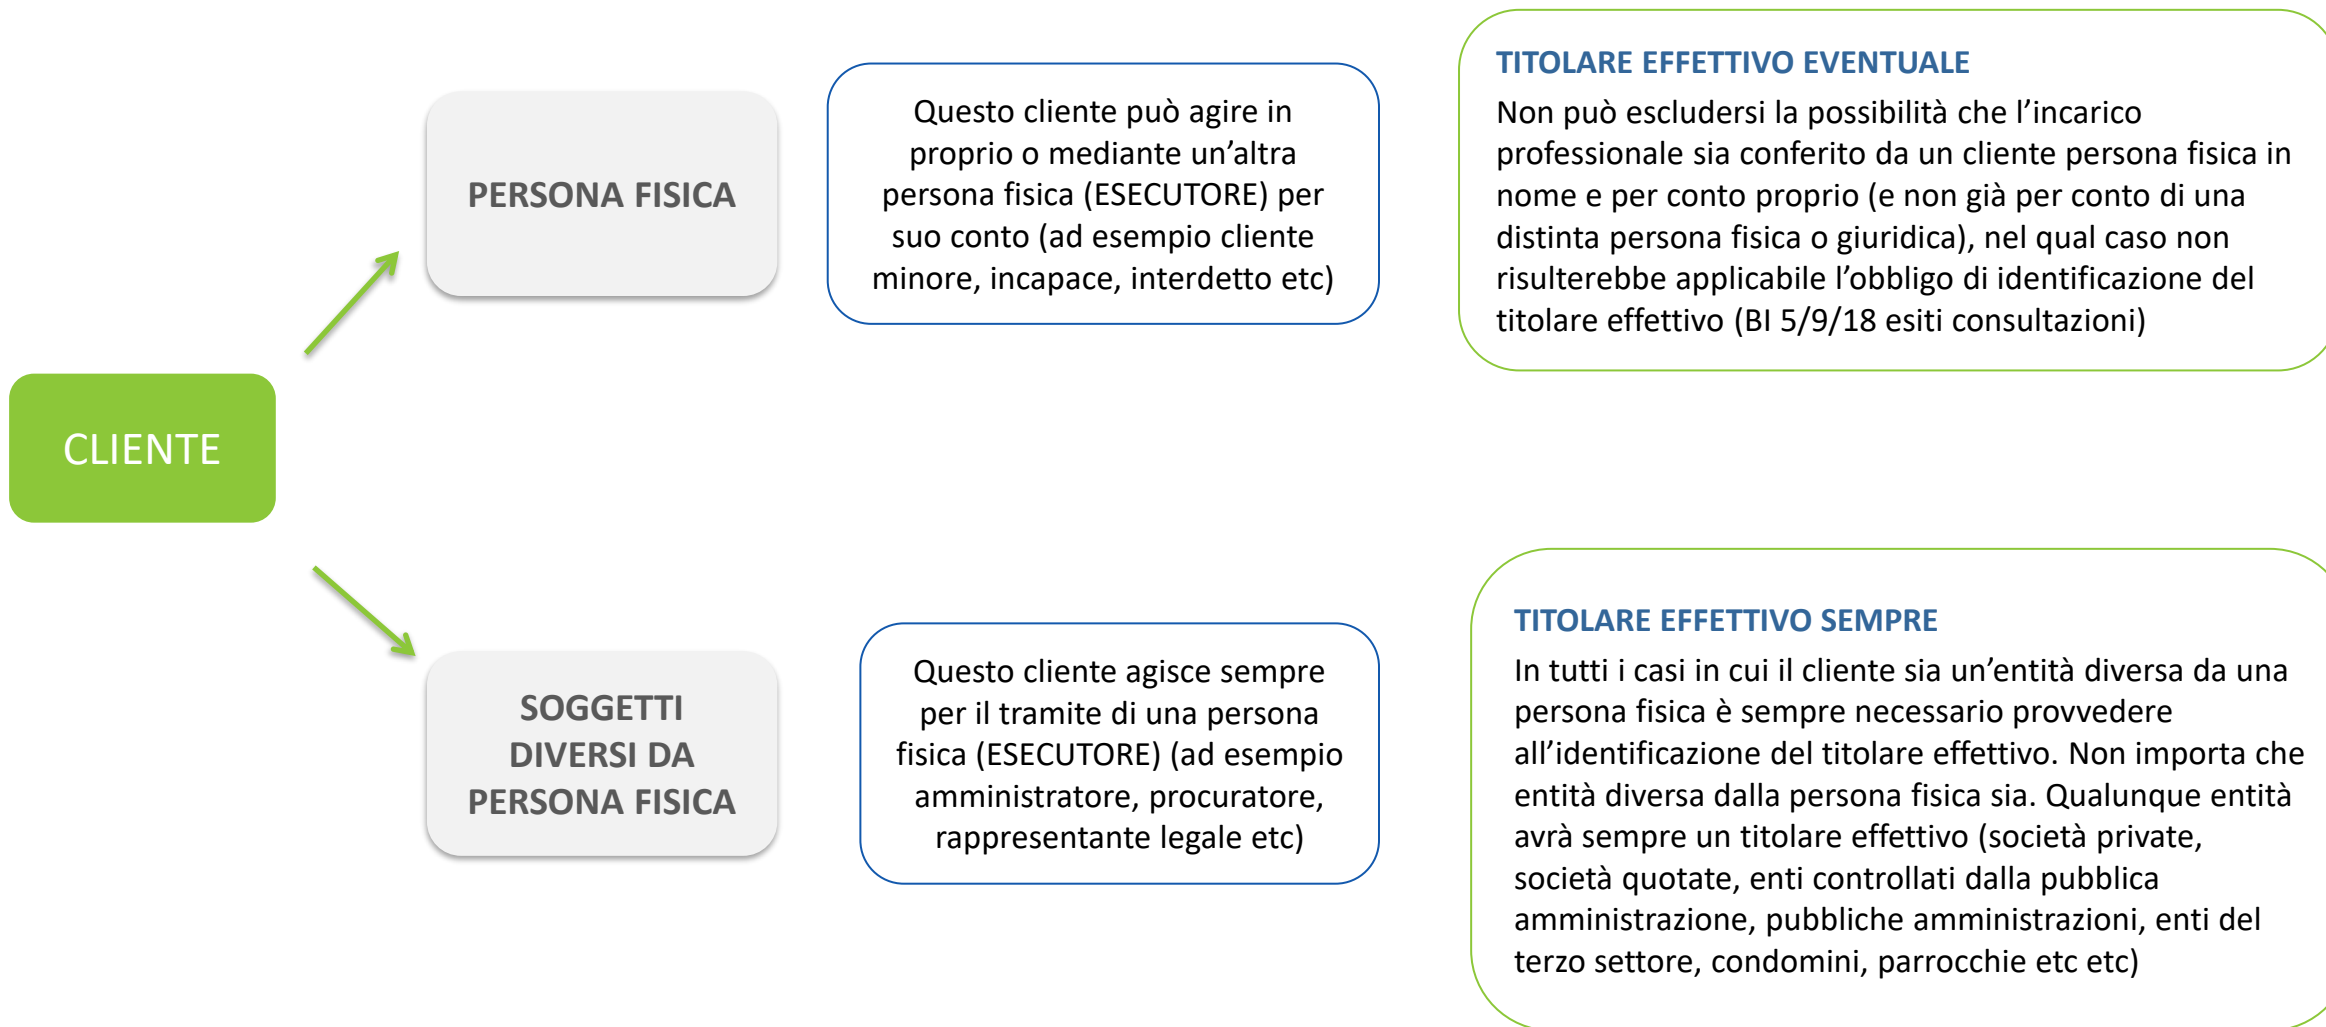 CLIENTE
PERSONA FISICA
Questo cliente può agire in
proprio o mediante un’altra
persona fisica (ESECUTORE) per
suo conto (ad esempio cliente
minore, incapace, interdetto etc)
TITOLARE EFFETTIVO EVENTUALE
Non può escludersi la possibilità che l’incarico
professionale sia conferito da un cliente persona fisica in
nome e per conto proprio (e non già per conto di una
distinta persona fisica o giuridica), nel qual caso non
risulterebbe applicabile l’obbligo di identificazione del
titolare effettivo (BI 5/9/18 esiti consultazioni)
SOGGETTI
DIVERSI DA
PERSONA FISICA
Questo cliente agisce sempre
per il tramite di una persona
fisica (ESECUTORE) (ad esempio
amministratore, procuratore,
rappresentante legale etc)
TITOLARE EFFETTIVO SEMPRE
In tutti i casi in cui il cliente sia un’entità diversa da una
persona fisica è sempre necessario provvedere
all’identificazione del titolare effettivo. Non importa che
entità diversa dalla persona fisica sia. Qualunque entità
avrà sempre un titolare effettivo (società private,
società quotate, enti controllati dalla pubblica
amministrazione, pubbliche amministrazioni, enti del
terzo settore, condomini, parrocchie etc etc)